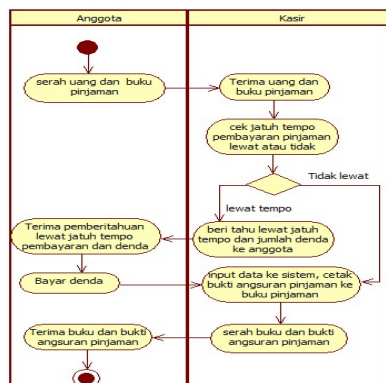 Anggota
Kasir
serah uang dan buku
pinjaman
Terima uang dan
buku pinjaman
cek jatuh tempo
pembayaran pinjaman
lewat atau tidak
Tidak lewat
lewat tempo
Terima pemberitahuan
lewat jatuh tempo
pembayaran dan denda
beri tahu lewat jatuh
tempo dan jumlah denda
ke anggota
Bayar denda
input data ke sistem, cetak
bukti angsuran pinjaman ke
buku pinjaman
Terima buku dan bukti
angsuran pinjaman
serah buku dan bukti
angsuran pinjaman